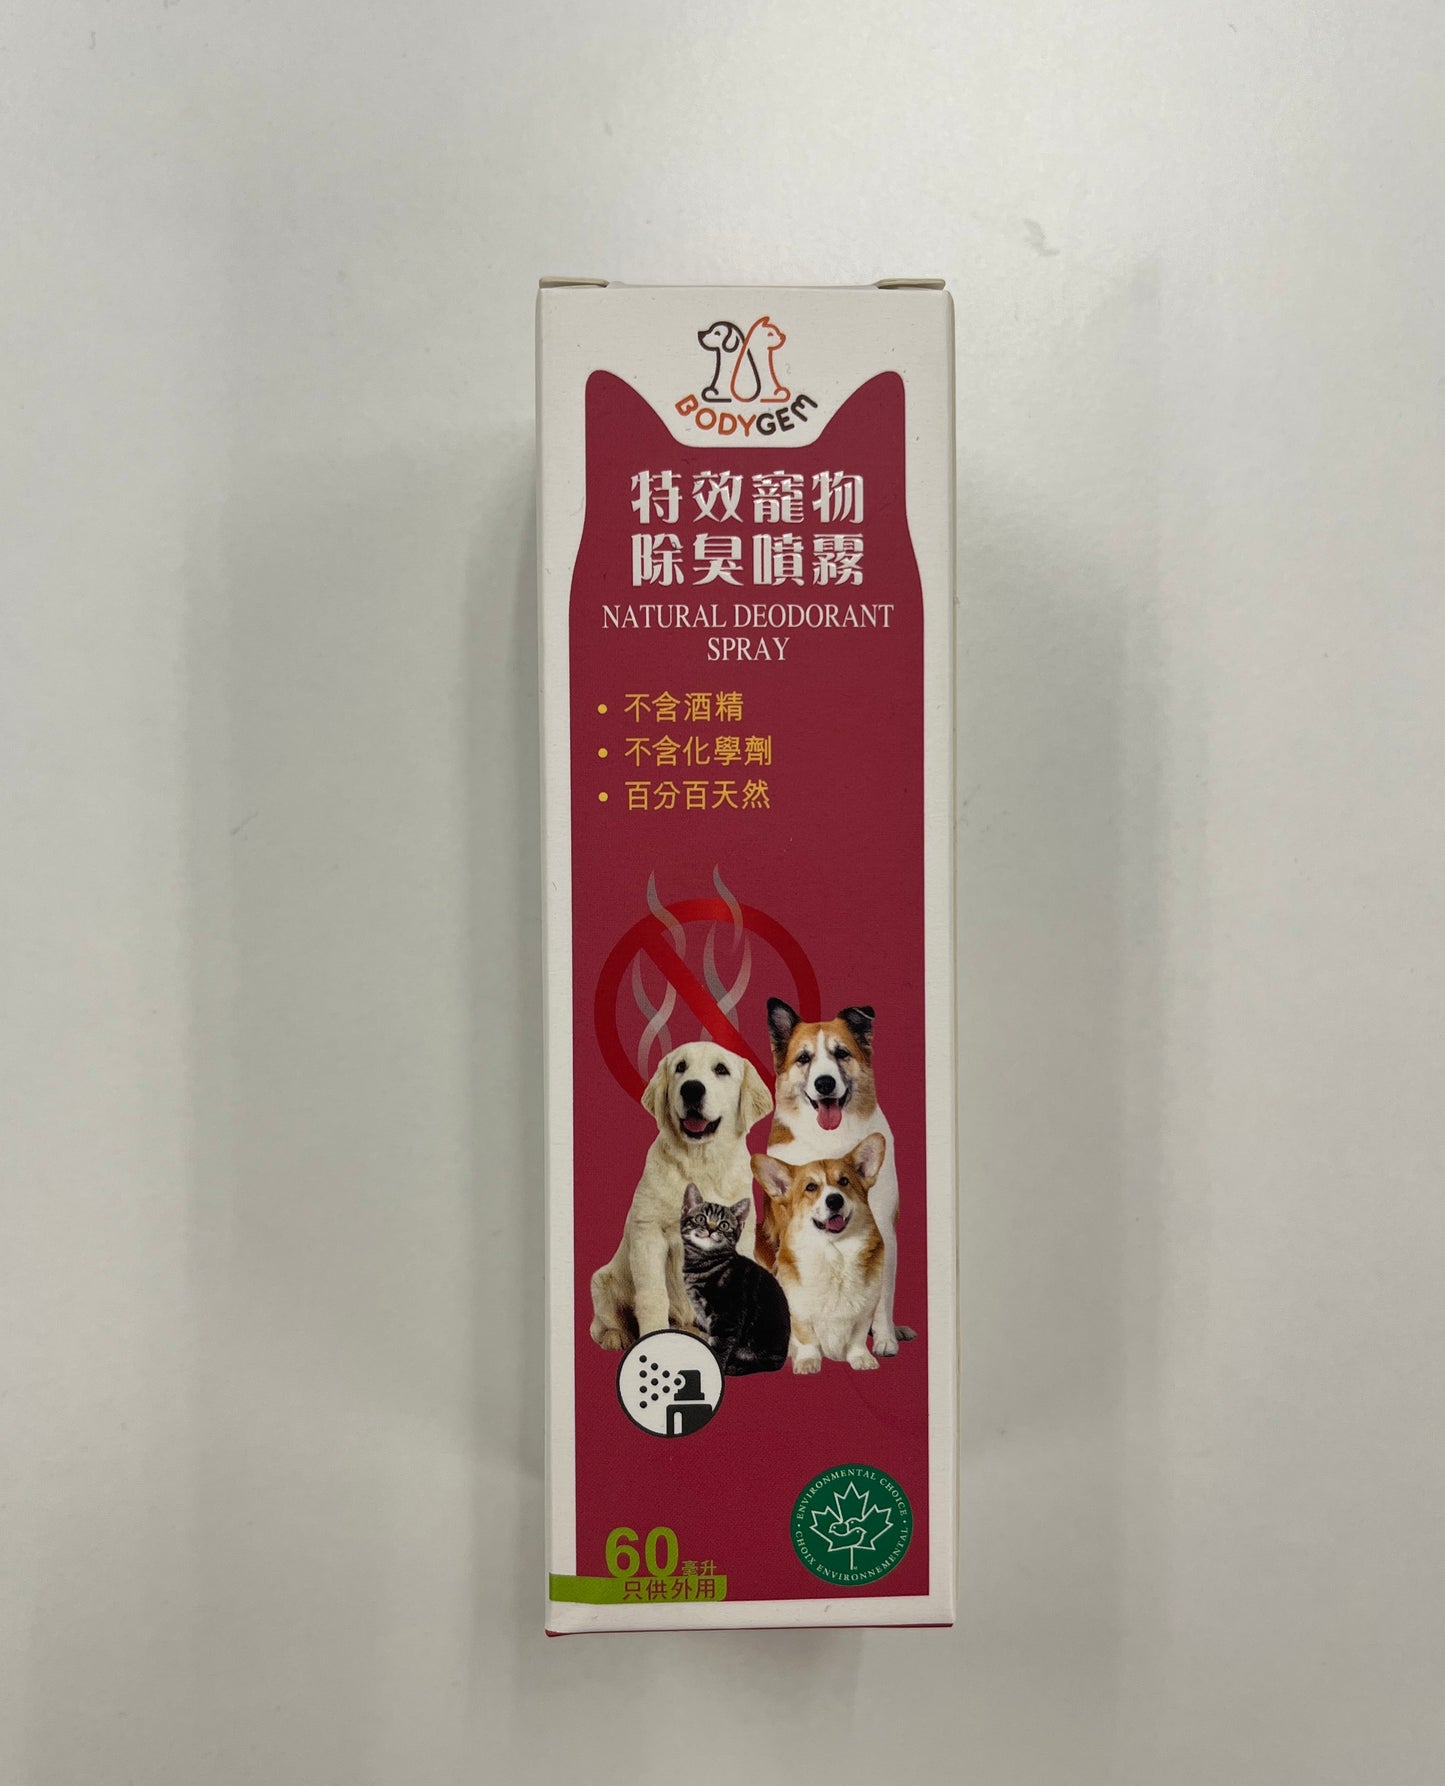 BODYGEM
特效寵物
除臭噴霧
NATURAL DEODORANT
SPRAY
• 不含酒精
• 不含化學劑
• 百分百天然
ENVIRONMENTAL CHOICE
CHOIX ENVIRONNEMENTAL
60毫升
只供外用